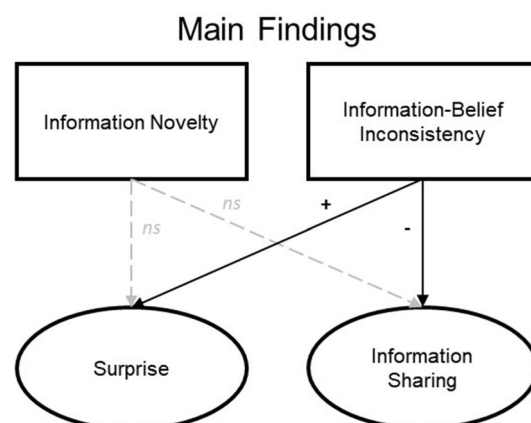 Main Findings
Information Novelty
Information-Belief
Inconsistency
ns
ns
+
-
Surprise
Information
Sharing